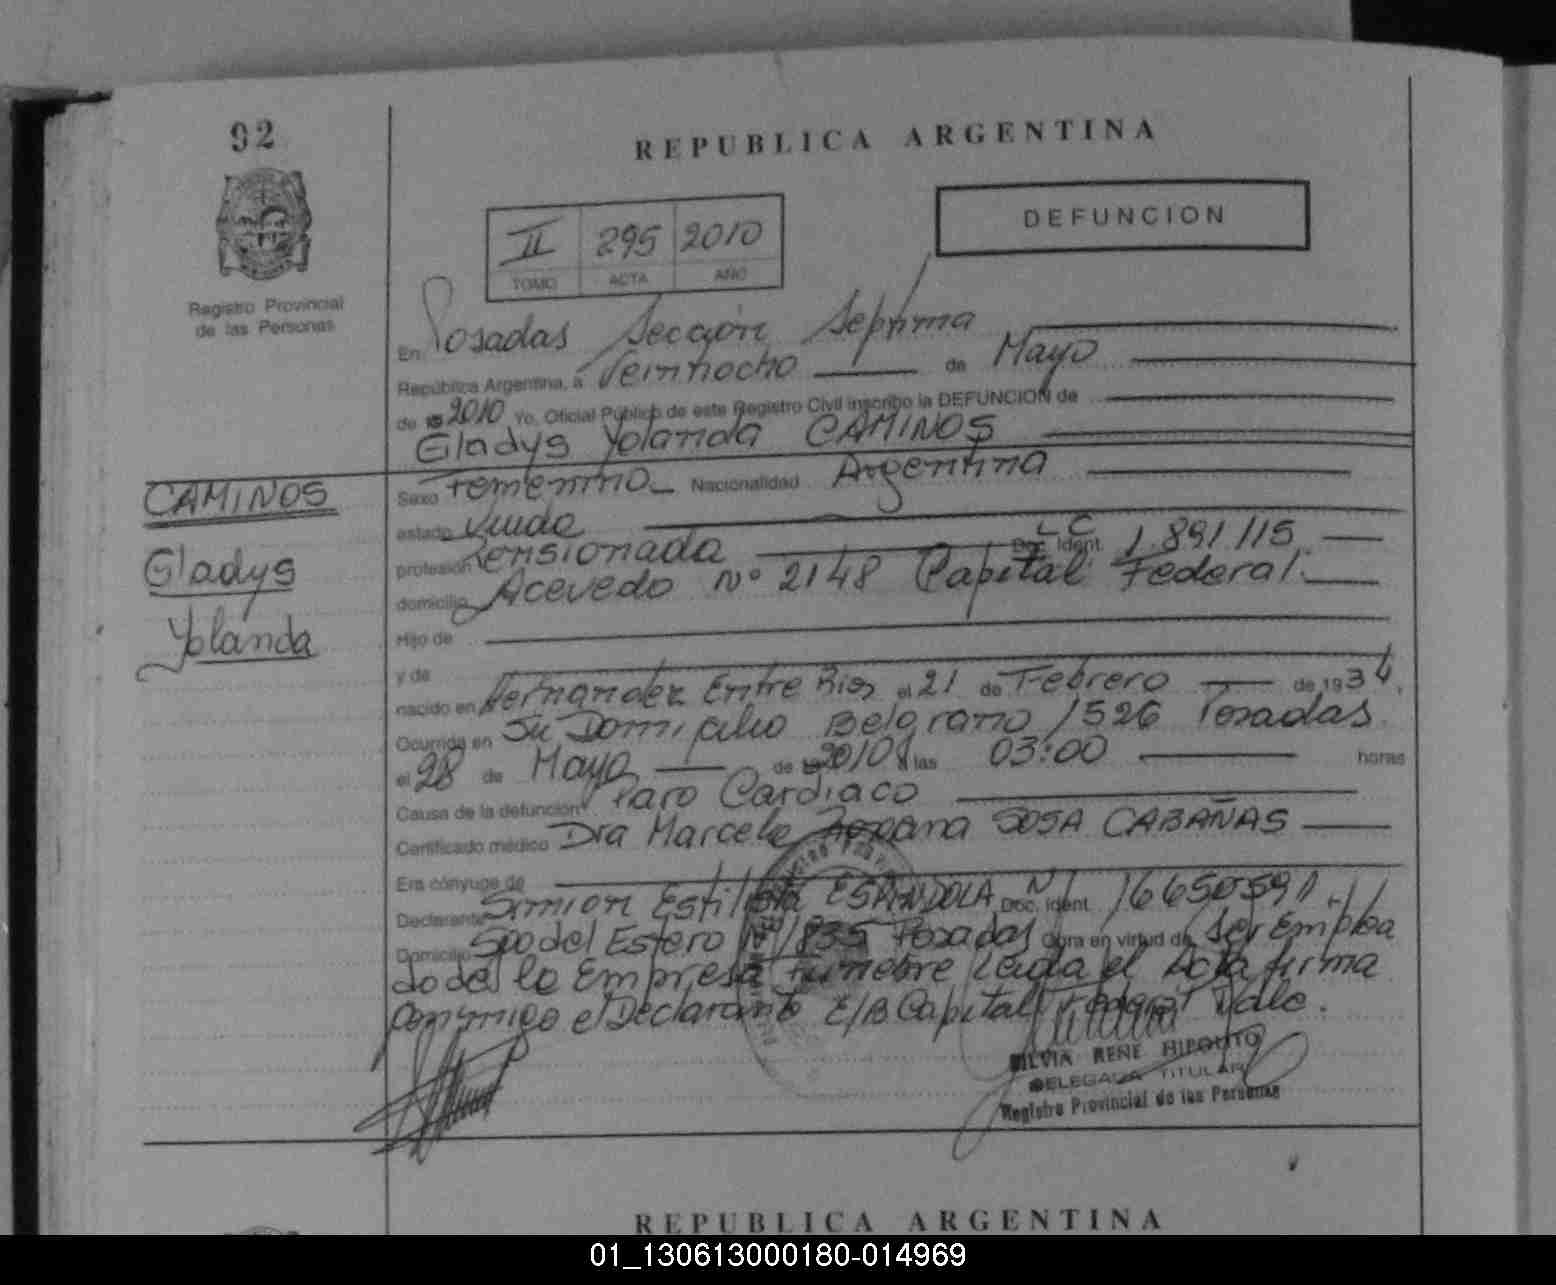 92
REPUBLICA ARGENTINA
DEFUNCION
II 295 2010
TOMO ACTA AÑO
Registro Provincial
de las Personas
En Posadas Sección Septima
República Argentina, a Veintiocho de Mayo
de 19 2010 Yo, Oficial Público de este Registro Civil inscribo la DEFUNCION de
Gladys Yolanda CAMINOS
CAMINOS
Gladys
Yolanda
Sexo Femenino Nacionalidad Argentina
estado Viuda
profesión Pensionada LC Doc. Ident. 1.891.115
domicilio Acevedo Nº 2148 Capital Federal.
Hijo de
y de
nacido en Hernandez Entre Rios el 21 de Febrero de 1934,
Ocurrida en Su Domicilio Belgrano 1526 Posadas
el 28 de Mayo de 19 2010 a las 03:00 horas
Causa de la defunción Paro Cardiaco
Certificado médico Dra Marcela SOSA CABAÑAS
Era cónyuge de
Declarante Simion ESPINDOLA Doc. Ident.
Domicilio Sgo del Estero Nº 1835 Posadas Obra en virtud de Ser Emplea
do de la Empresa Funebre Leida el Acta firma
conmigo el Declarante E/B Capital Federal Vale.
SILVIA RENE HIPOLITO
DELEGADA TITULAR
Registro Provincial de las Personas
REPUBLICA ARGENTINA
01_130613000180-014969